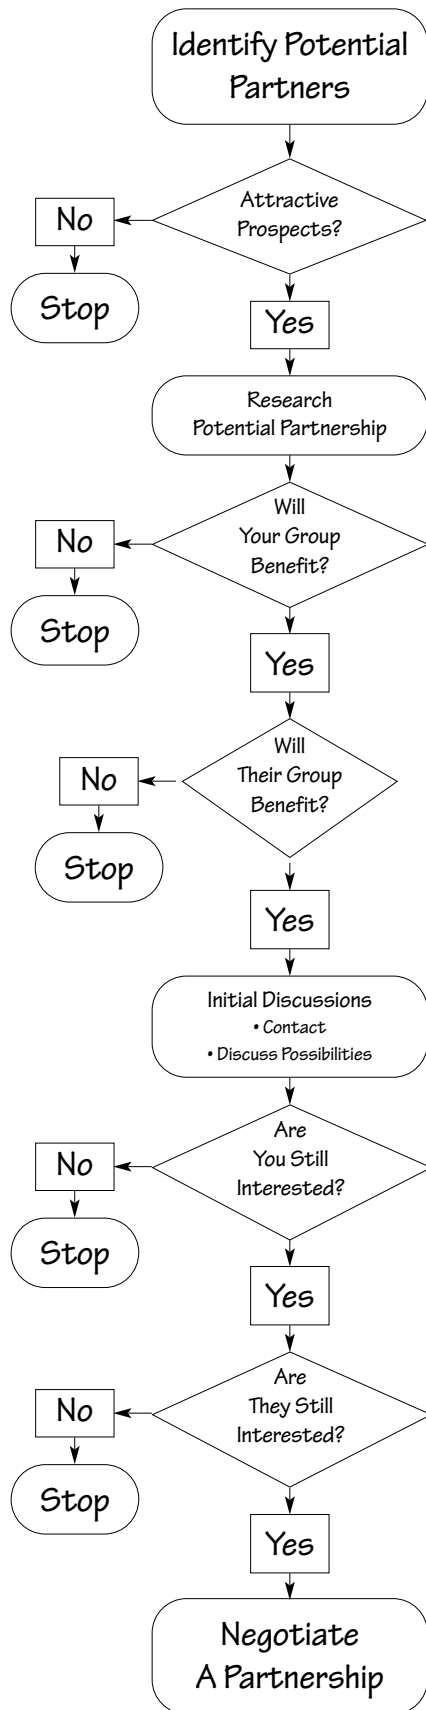 Identify Potential
Partners
Attractive
Prospects?
No
Stop
Yes
Research
Potential Partnership
Will
Your Group
Benefit?
No
Stop
Yes
Will
Their Group
Benefit?
No
Stop
Yes
Initial Discussions
• Contact
• Discuss Possibilities
Are
You Still
Interested?
No
Stop
Yes
Are
They Still
Interested?
No
Stop
Yes
Negotiate
A Partnership